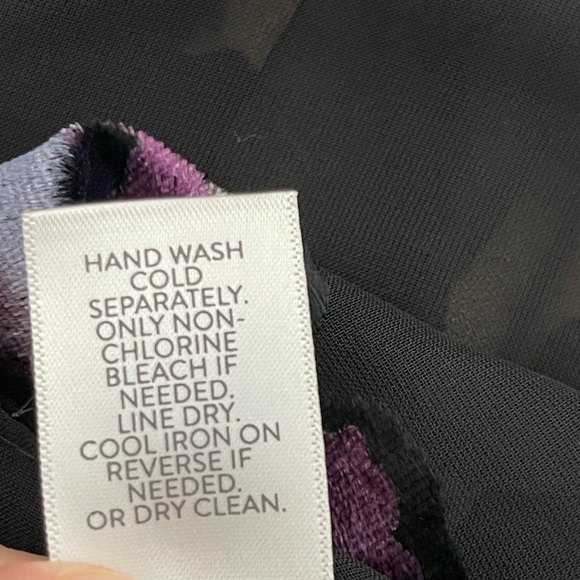 HAND WASH
COLD
SEPARATELY.
ONLY NON-
CHLORINE
BLEACH IF
NEEDED.
LINE DRY.
COOL IRON ON
REVERSE IF
NEEDED.
OR DRY CLEAN.